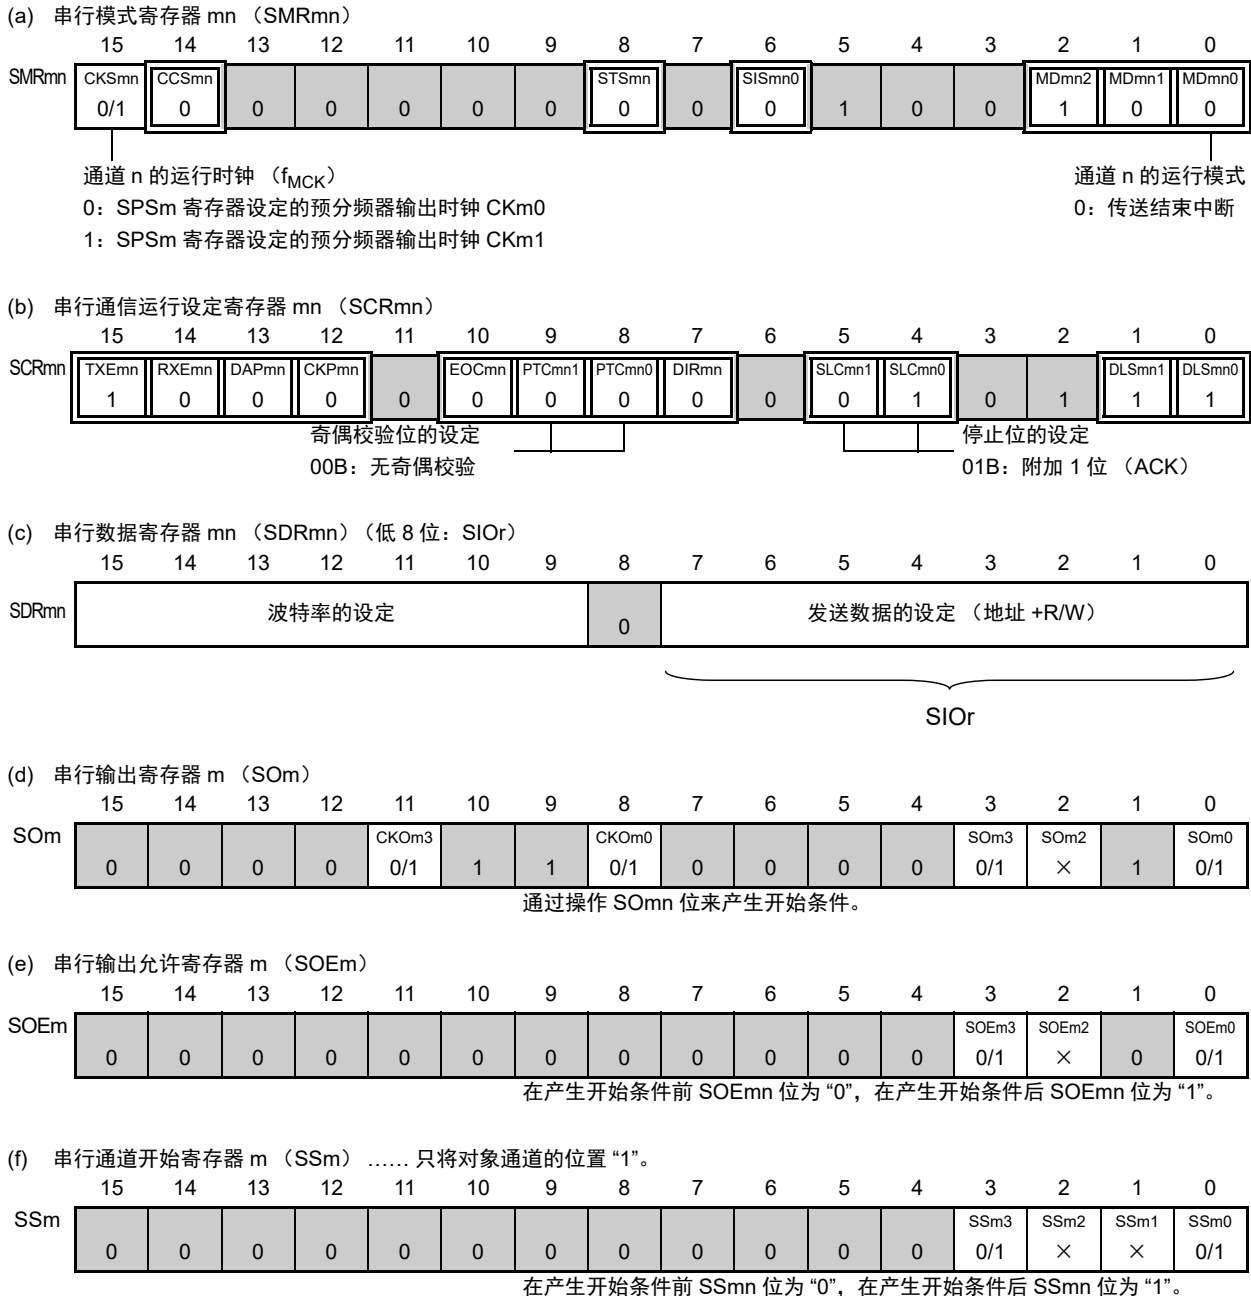 (a) 串行模式寄存器 mn （SMRmn）
15 14 13 12 11 10 9 8 7 6 5 4 3 2 1 0
SMRmn CKSmn CCSmn STSmn SISmn0 MDmn2 MDmn1 MDmn0
0/1 0 0 0 0 0 0 0 0 0 1 0 0 1 0 0
通道 n 的运行时钟 （fMCK） 通道 n 的运行模式
0：SPSm 寄存器设定的预分频器输出时钟 CKm0 0：传送结束中断
1：SPSm 寄存器设定的预分频器输出时钟 CKm1
(b) 串行通信运行设定寄存器 mn （SCRmn）
15 14 13 12 11 10 9 8 7 6 5 4 3 2 1 0
SCRmn TXEmn RXEmn DAPmn CKPmn EOCmn PTCmn1 PTCmn0 DIRmn SLCmn1 SLCmn0 DLSmn1 DLSmn0
1 0 0 0 0 0 0 0 0 0 0 1 0 1 1 1
奇偶校验位的设定 停止位的设定
00B：无奇偶校验 01B：附加 1 位 （ACK）
(c) 串行数据寄存器 mn （SDRmn）（低 8 位：SIOr）
15 14 13 12 11 10 9 8 7 6 5 4 3 2 1 0
SDRmn 波特率的设定 0 发送数据的设定 （地址 +R/W）
SIOr
(d) 串行输出寄存器 m （SOm）
15 14 13 12 11 10 9 8 7 6 5 4 3 2 1 0
SOm CKOm3 CKOm0 SOm3 SOm2 SOm0
0 0 0 0 0/1 1 1 0/1 0 0 0 0 0/1 × 1 0/1
通过操作 SOmn 位来产生开始条件。
(e) 串行输出允许寄存器 m （SOEm）
15 14 13 12 11 10 9 8 7 6 5 4 3 2 1 0
SOEm SOEm3 SOEm2 SOEm0
0 0 0 0 0 0 0 0 0 0 0 0 0/1 × 0 0/1
在产生开始条件前 SOEmn 位为 “0”，在产生开始条件后 SOEmn 位为 “1”。
(f) 串行通道开始寄存器 m （SSm） …… 只将对象通道的位置 “1”。
15 14 13 12 11 10 9 8 7 6 5 4 3 2 1 0
SSm SSm3 SSm2 SSm1 SSm0
0 0 0 0 0 0 0 0 0 0 0 0 0/1 × × 0/1
在产生开始条件前 SSmn 位为 “0”，在产生开始条件后 SSmn 位为 “1”。